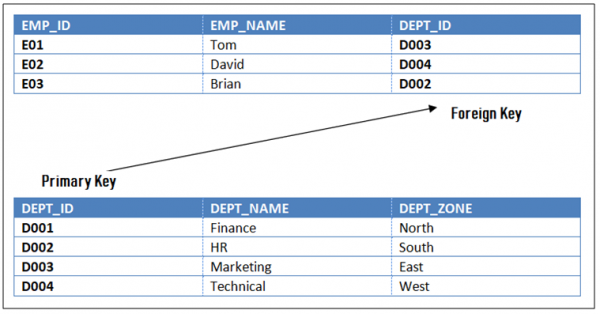 EMP_ID EMP_NAME DEPT_ID
E01 Tom D003
E02 David D004
E03 Brian D002
Foreign Key
Primary Key
DEPT_ID DEPT_NAME DEPT_ZONE
D001 Finance North
D002 HR South
D003 Marketing East
D004 Technical West